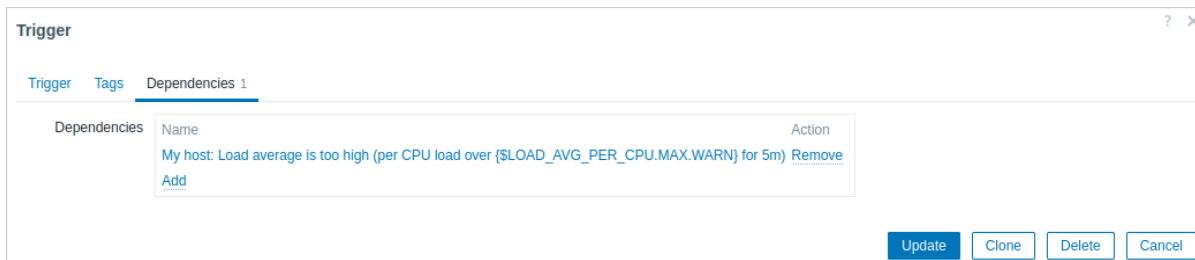 Trigger
?
Trigger Tags Dependencies 1
Dependencies Name Action
My host: Load average is too high (per CPU load over {$LOAD_AVG_PER_CPU.MAX.WARN} for 5m) Remove
Add
Update Clone Delete Cancel